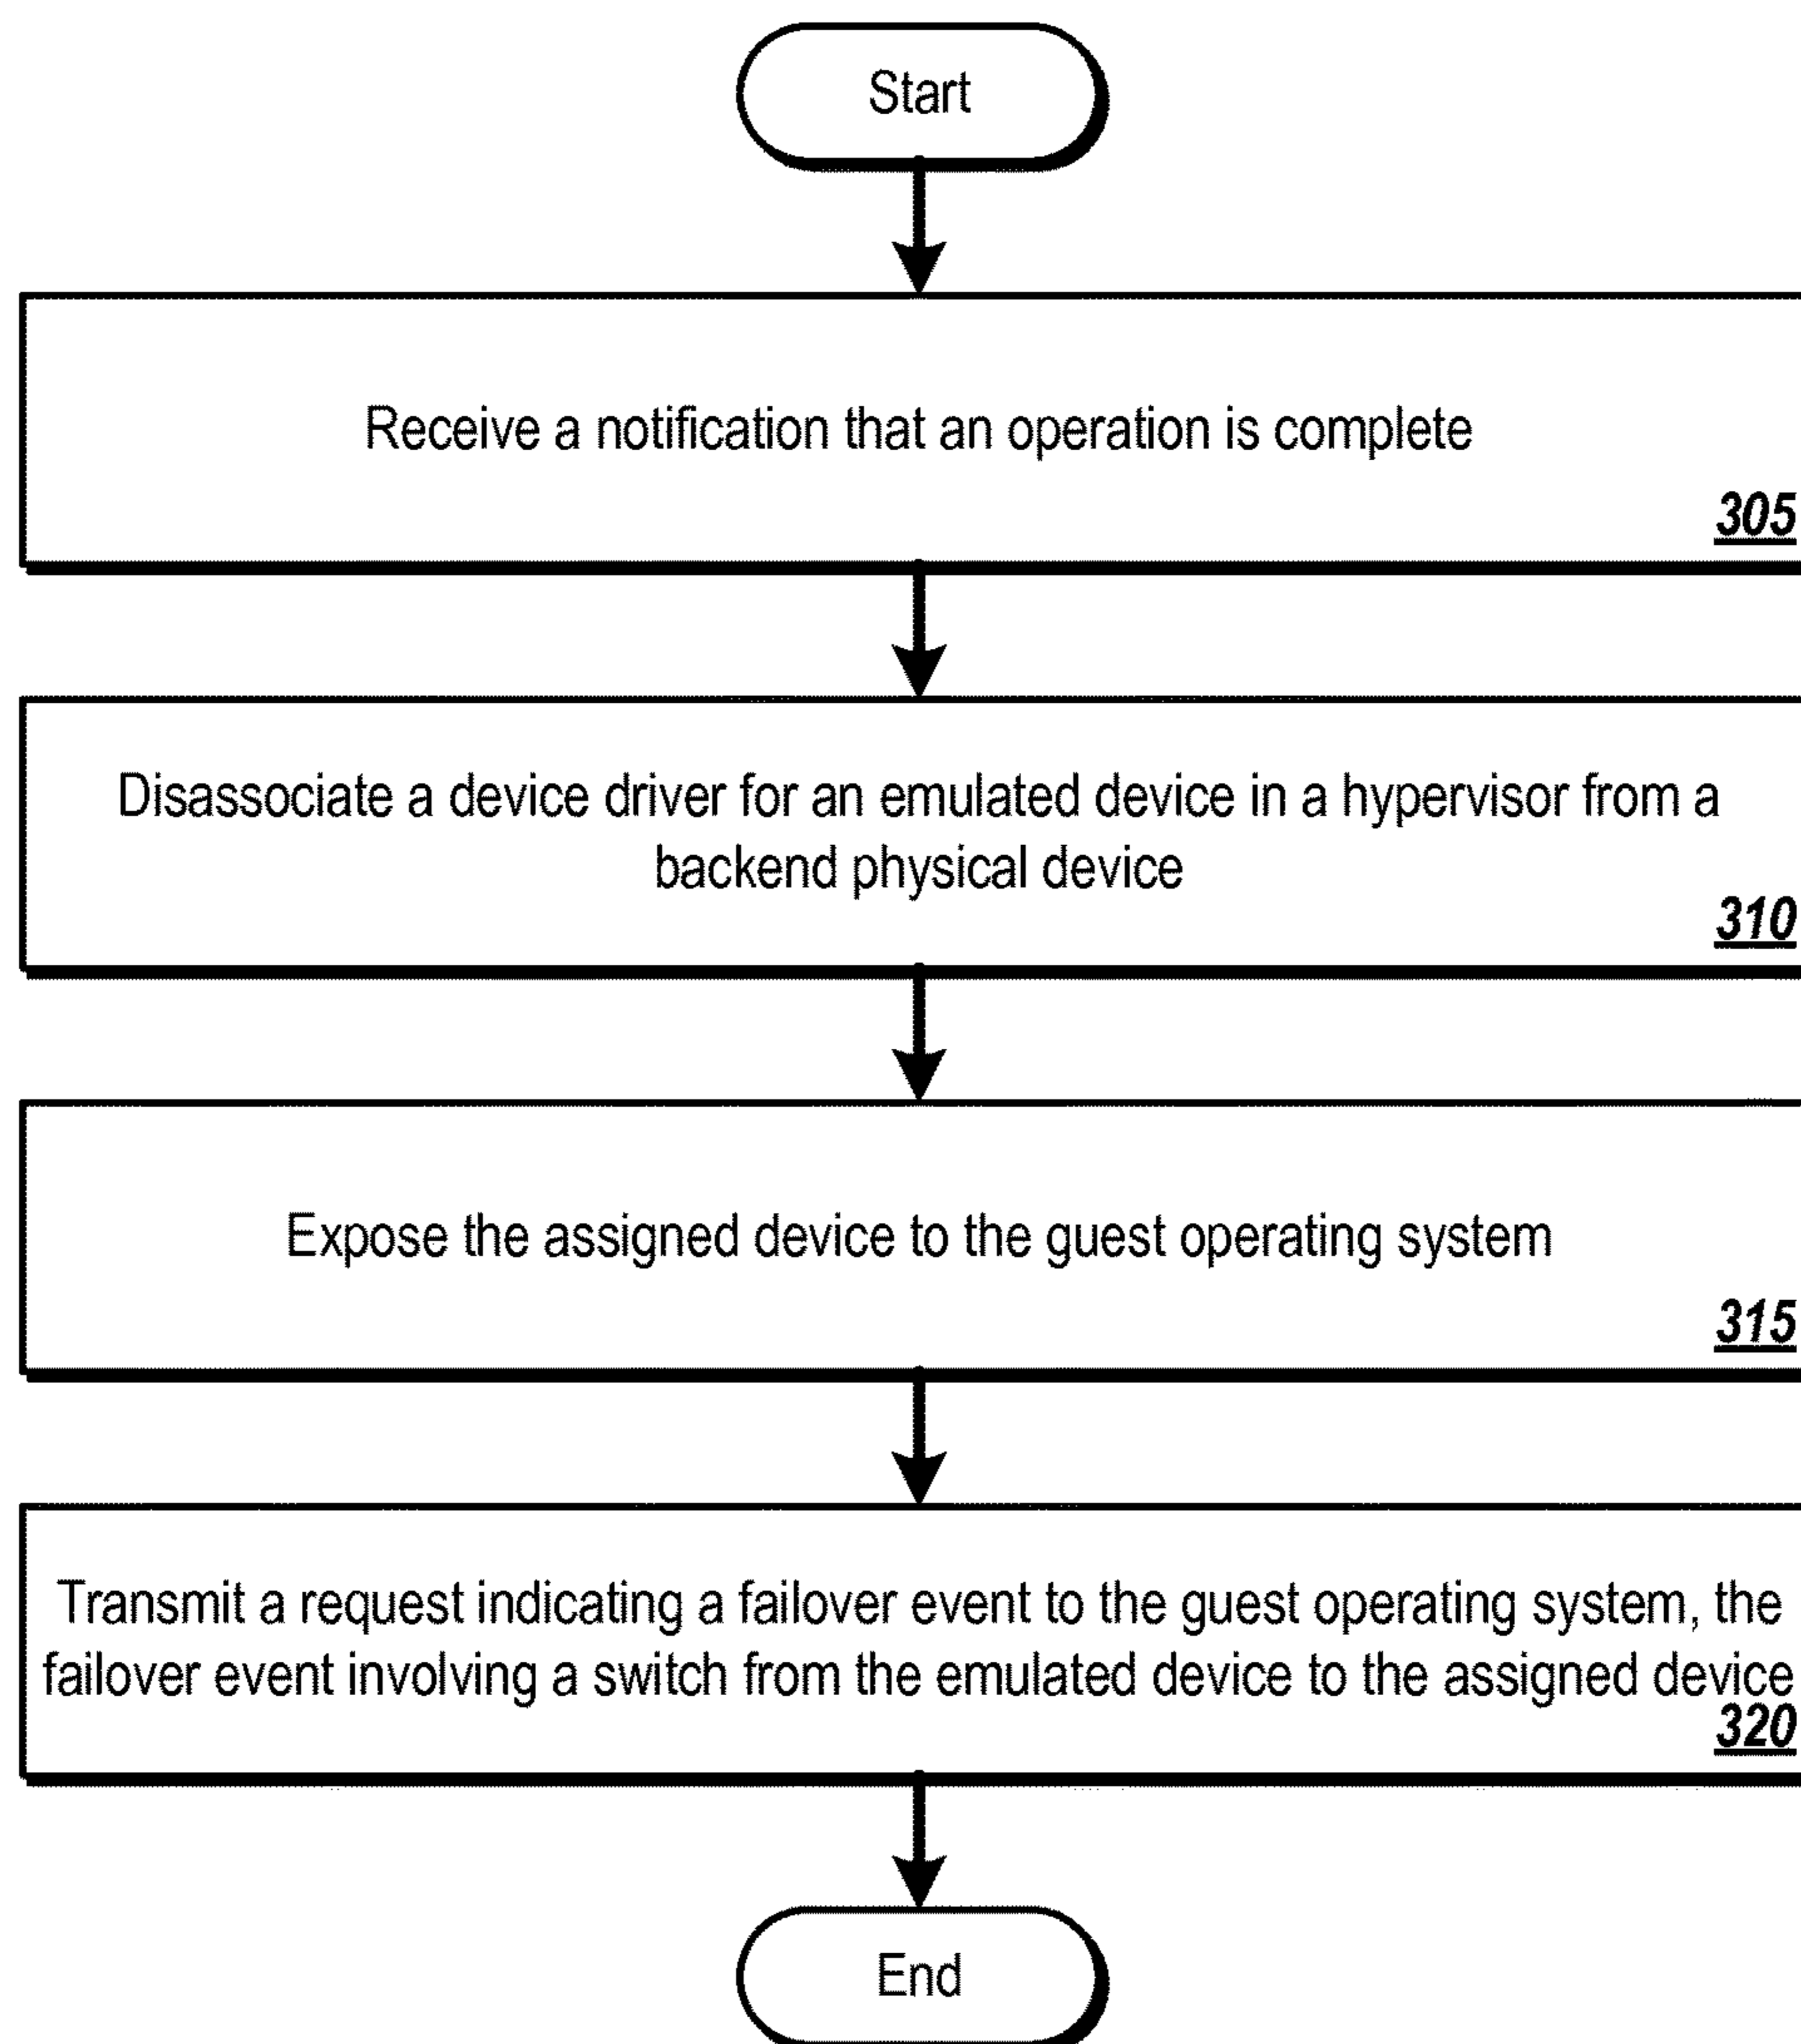 Start
Receive a notification that an operation is complete
305
Disassociate a device driver for an emulated device in a hypervisor from a
backend physical device
310
Expose the assigned device to the guest operating system
315
Transmit a request indicating a failover event to the guest operating system, the
failover event involving a switch from the emulated device to the assigned device
320
End